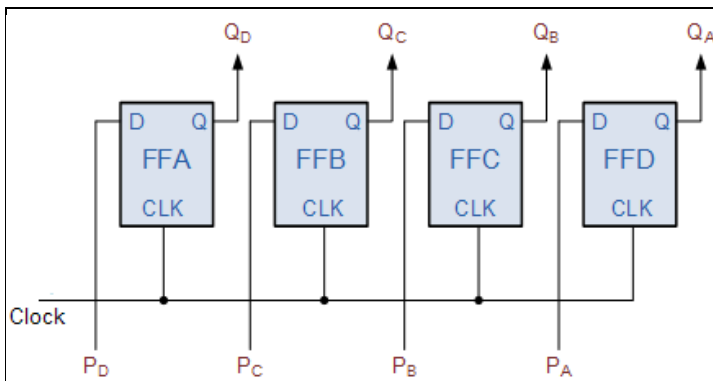 QD QC QB QA
D Q D Q D Q D Q
FFA FFB FFC FFD
CLK CLK CLK CLK
Clock
PD PC PB PA